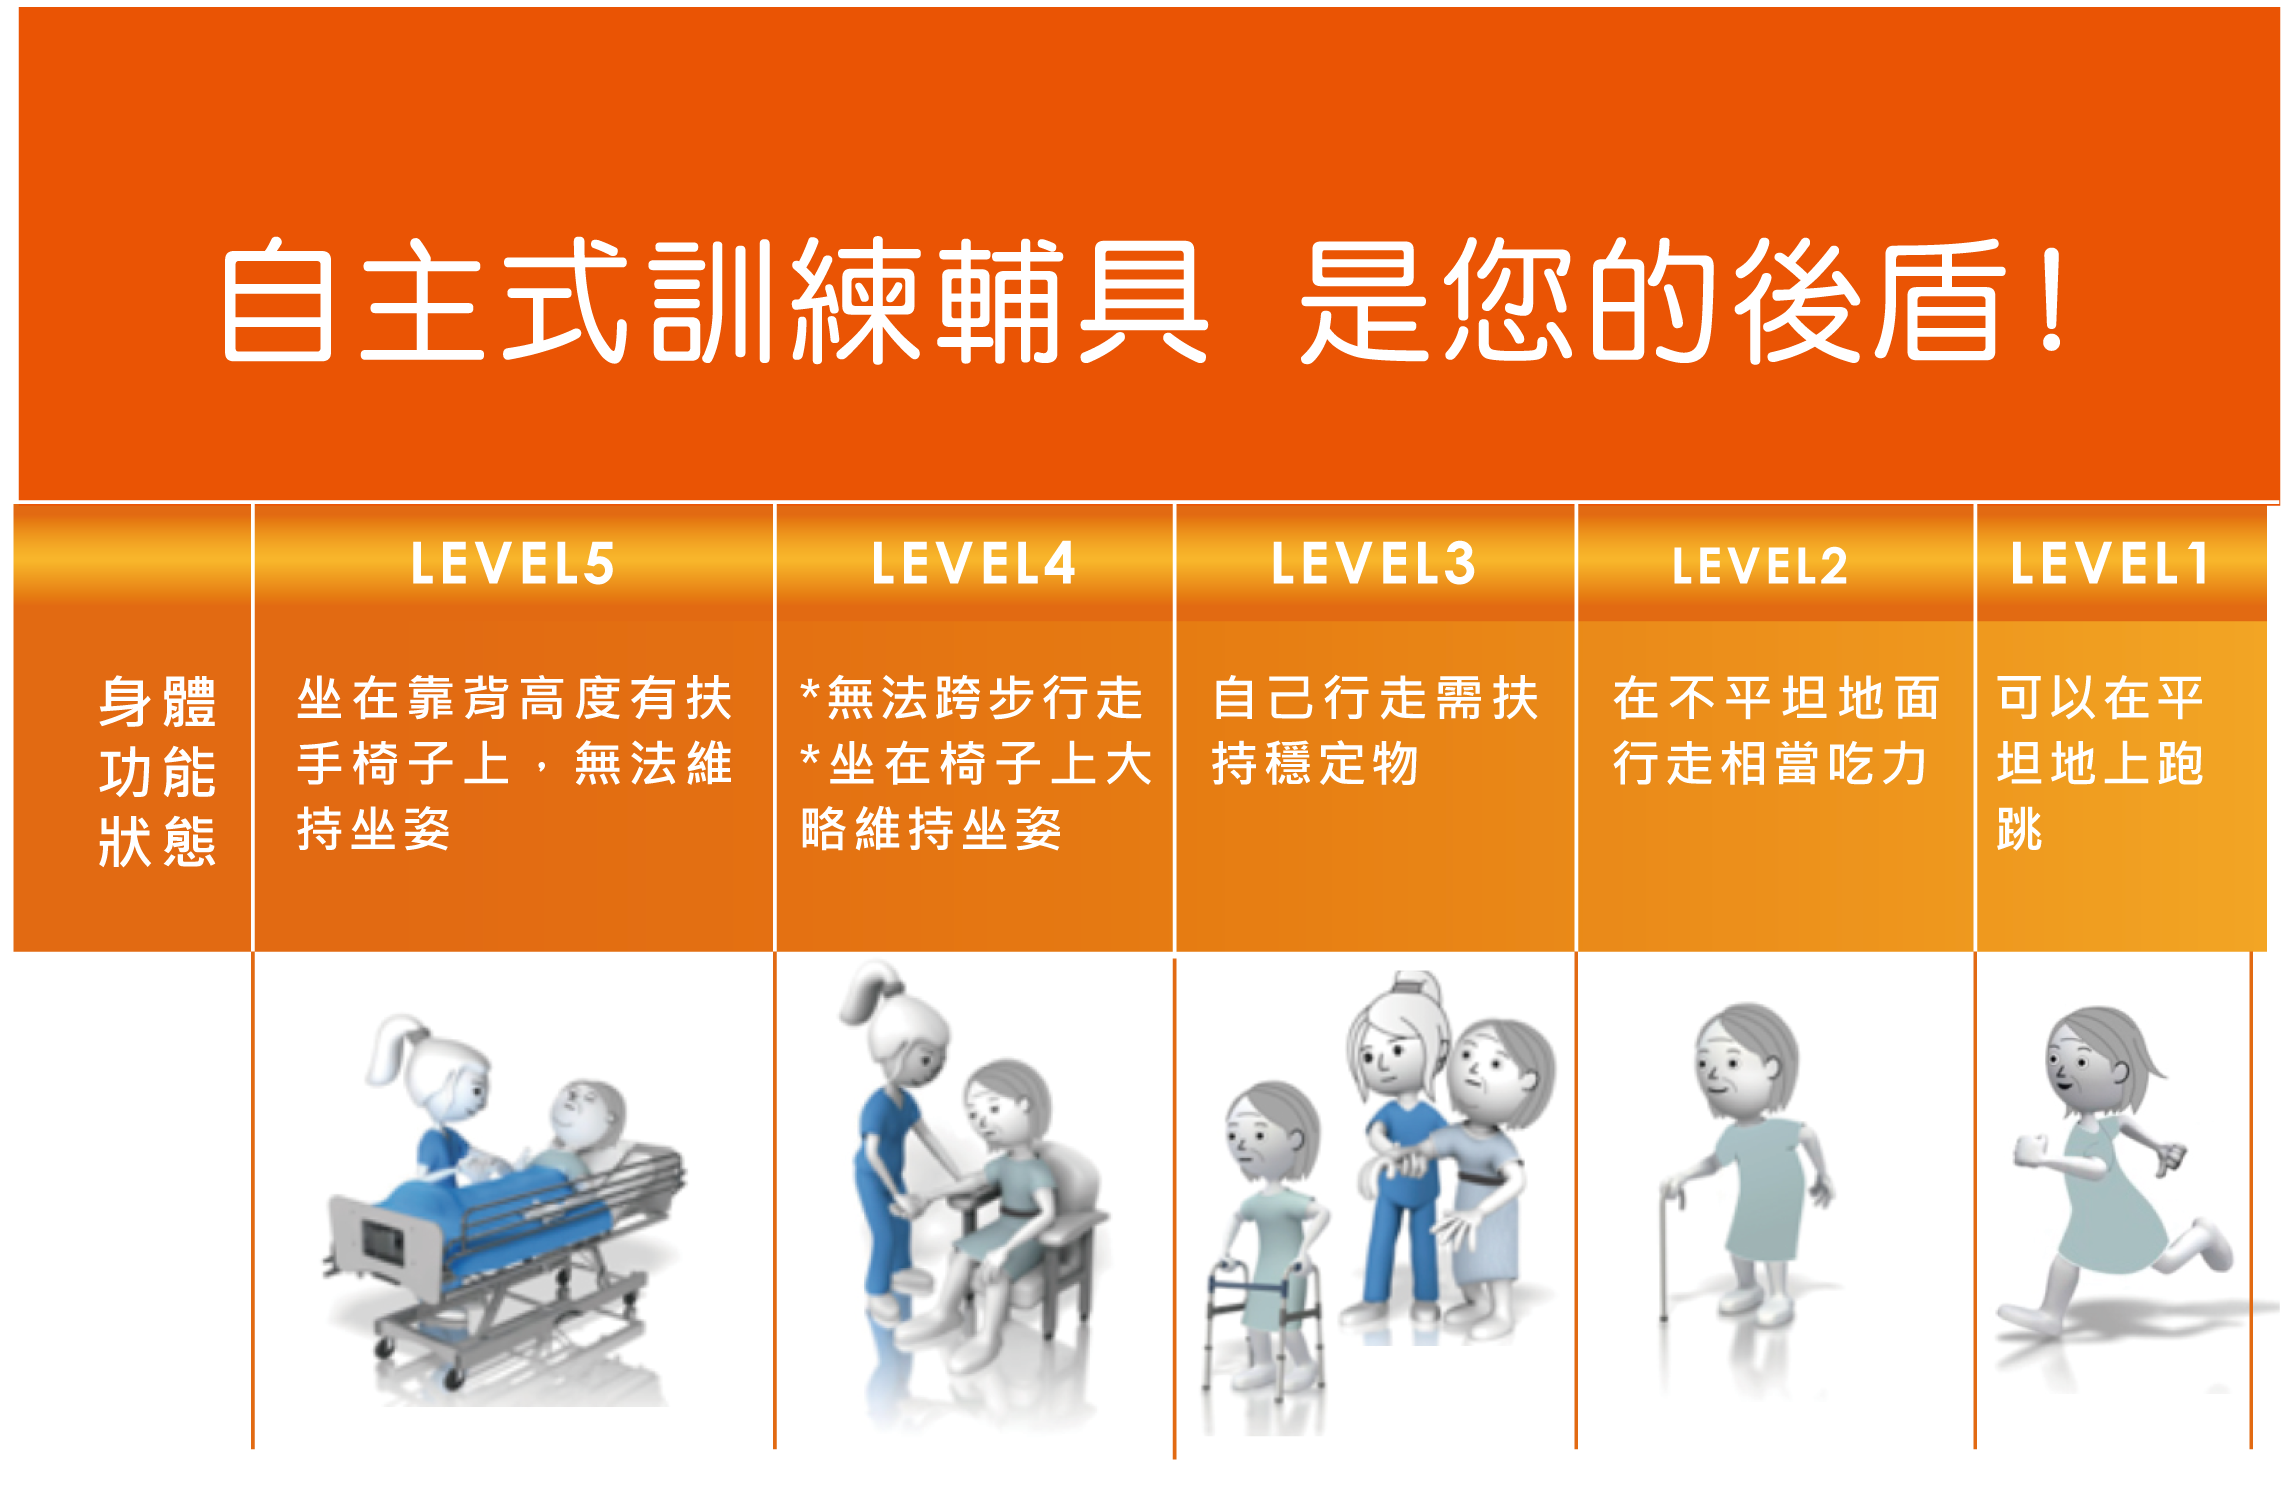 自主式訓練輔具 是您的後盾!
LEVEL5
LEVEL4
LEVEL3
LEVEL2
LEVEL1
身體
功能
狀態
坐在靠背高度有扶
手椅子上，無法維
持坐姿
*無法跨步行走
*坐在椅子上大
略維持坐姿
自己行走需扶
持穩定物
在不平坦地面
行走相當吃力
可以在平
坦地上跑
跳